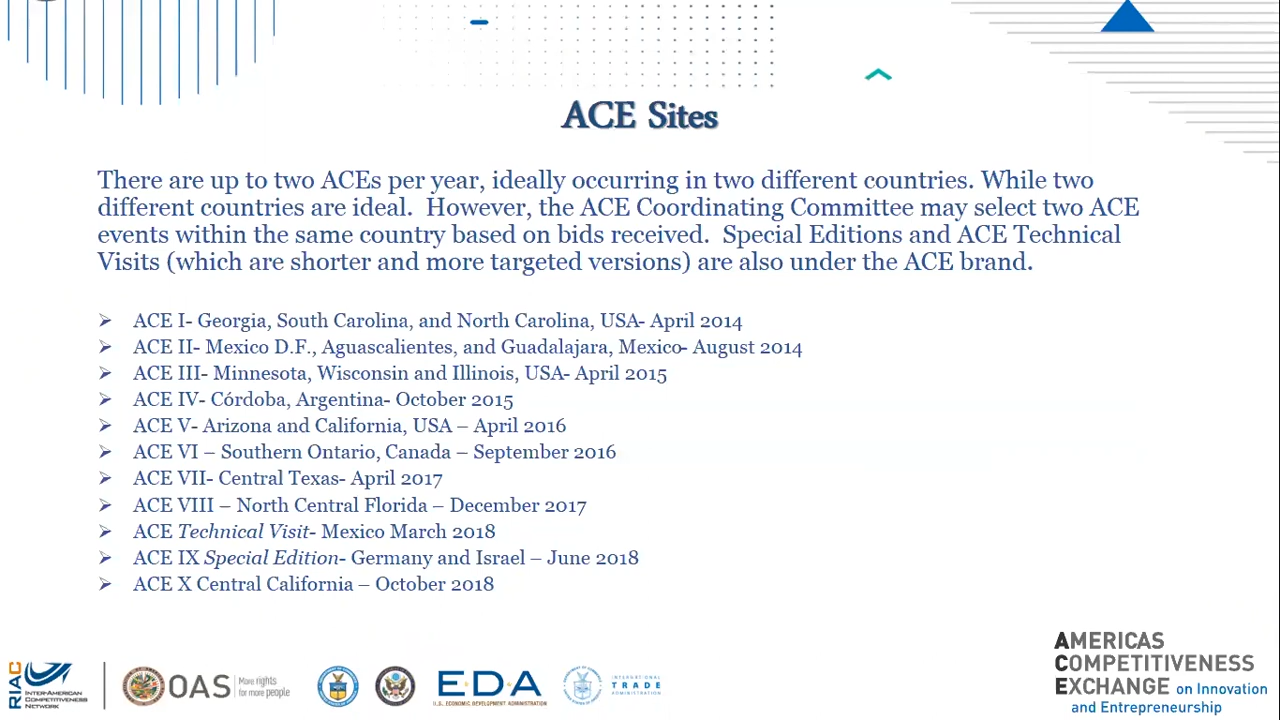 ACE Sites
There are up to two ACEs per year, ideally occurring in two different countries. While two
different countries are ideal.  However, the ACE Coordinating Committee may select two ACE
events within the same country based on bids received.  Special Editions and ACE Technical
Visits (which are shorter and more targeted versions) are also under the ACE brand.
ACE I- Georgia, South Carolina, and North Carolina, USA- April 2014
ACE II- Mexico D.F., Aguascalientes, and Guadalajara, Mexico- August 2014
ACE III- Minnesota, Wisconsin and Illinois, USA- April 2015
ACE IV- Córdoba, Argentina- October 2015
ACE V- Arizona and California, USA – April 2016
ACE VI – Southern Ontario, Canada – September 2016
ACE VII- Central Texas- April 2017
ACE VIII – North Central Florida – December 2017
ACE Technical Visit- Mexico March 2018
ACE IX Special Edition- Germany and Israel – June 2018
ACE X Central California – October 2018
RIAC
INTER-AMERICAN
COMPETITIVENESS
NETWORK
OAS
More rights
for more people
EDA
U.S. ECONOMIC DEVELOPMENT ADMINISTRATION
INTERNATIONAL
TRADE
ADMINISTRATION
AMERICAS
COMPETITIVENESS
EXCHANGE on Innovation
and Entrepreneurship